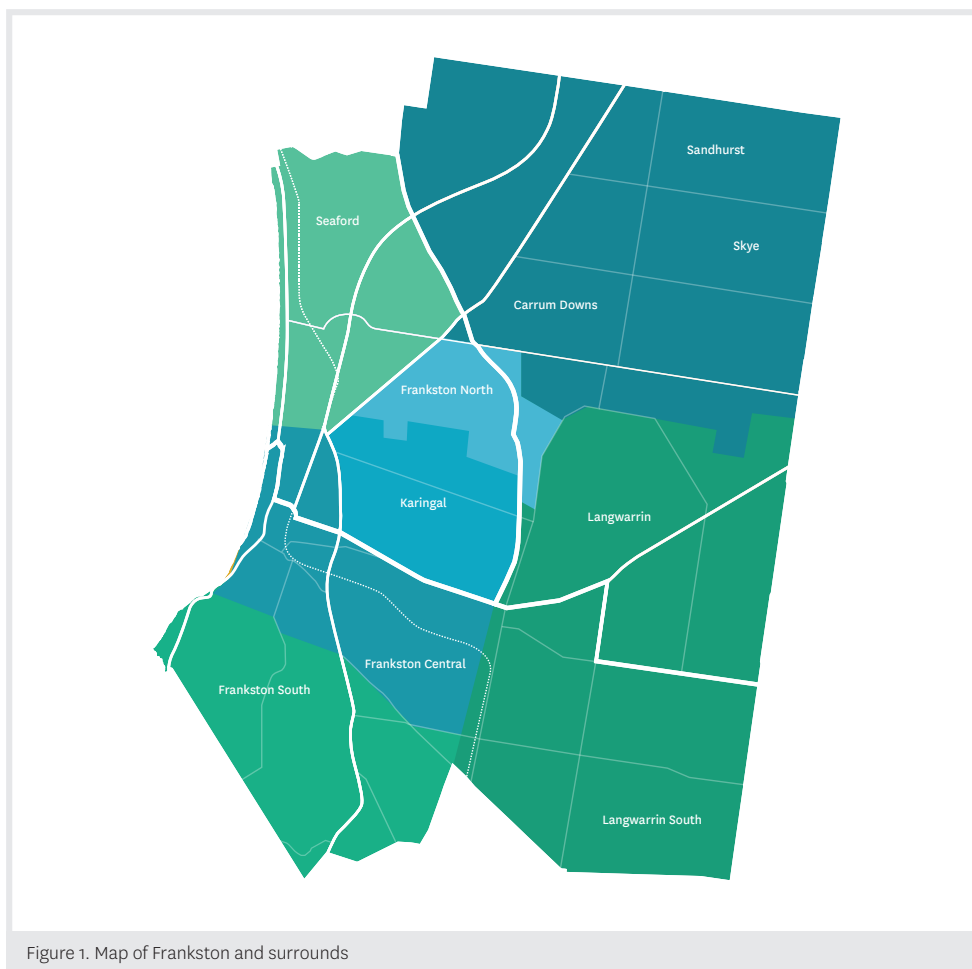 Sandhurst
Seaford
Skye
Carrum Downs
Frankston North
Karingal
Langwarrin
Frankston Central
Frankston South
Langwarrin South
Figure 1. Map of Frankston and surrounds